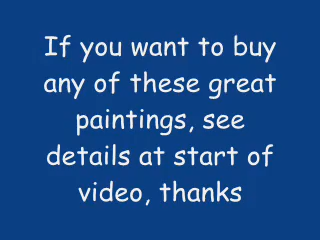 If you want to buy
any of these great
paintings, see
details at start of
video, thanks